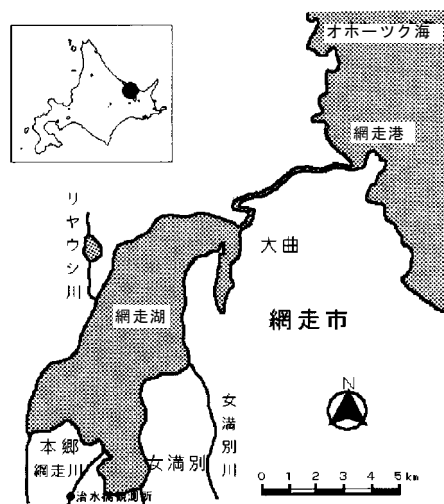 オホーツク海
網走港
リヤウシ川
大曲
網走湖
網走市
女満別川
N
本郷
網走川
女満別
治水橋観測所
0 1 2 3 4 5 km